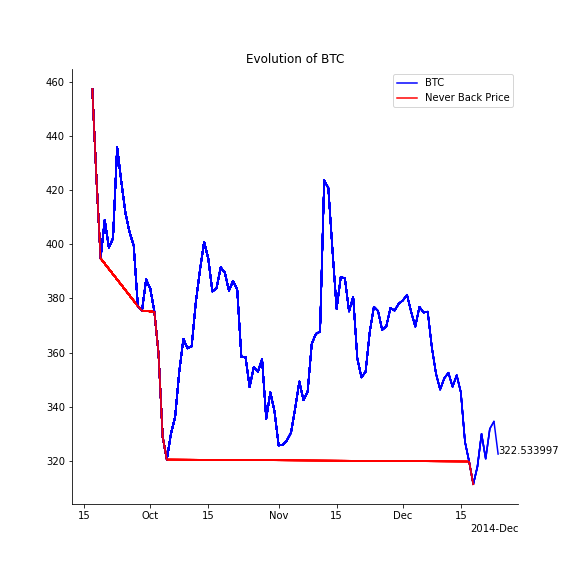 Evolution of BTC
BTC
Never Back Price
460
440
420
400
380
360
340
320
322.533997
15
Oct
15
Nov
15
Dec
15
2014-Dec